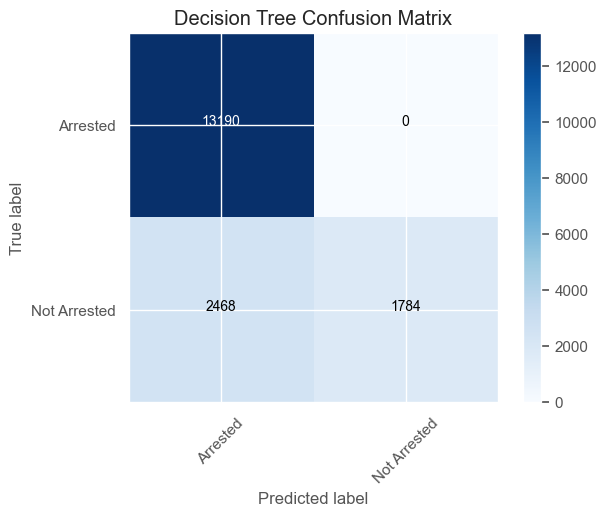 Decision Tree Confusion Matrix
True label
Arrested
Not Arrested
13190
0
2468
1784
Arrested
Not Arrested
Predicted label
12000
10000
8000
6000
4000
2000
0